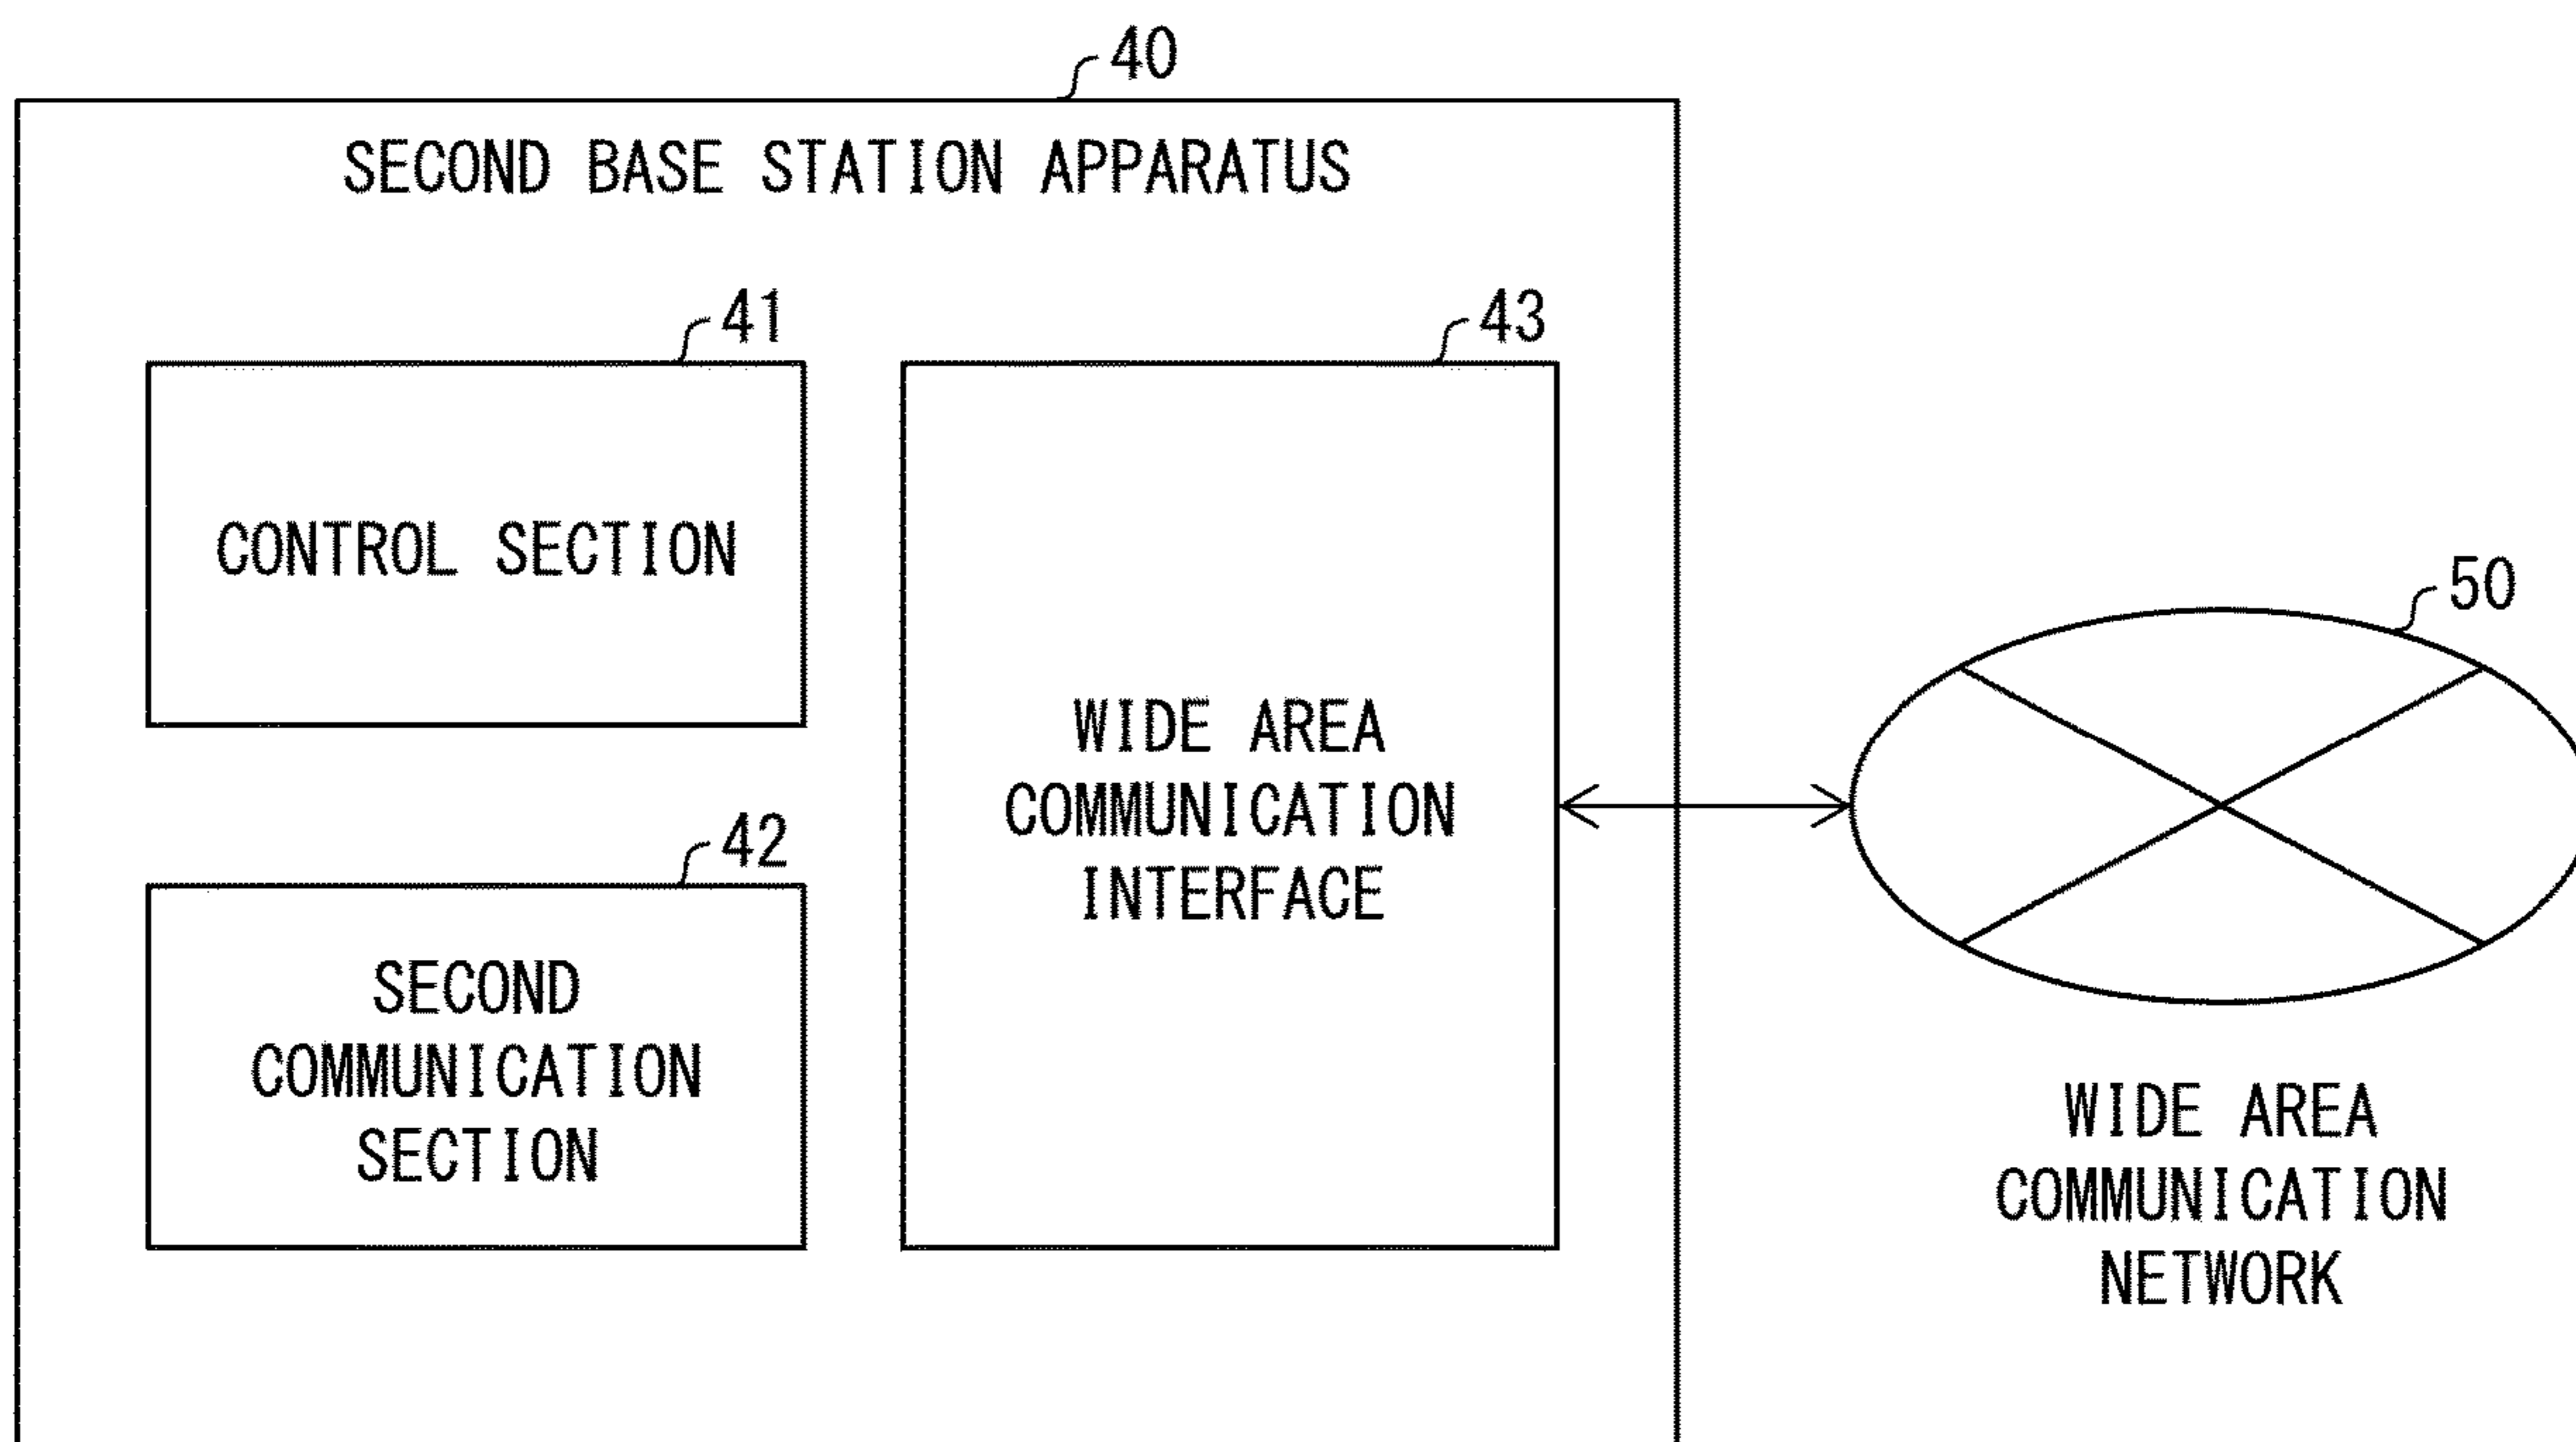 40
SECOND BASE STATION APPARATUS
41
CONTROL SECTION
42
SECOND
COMMUNICATION
SECTION
43
WIDE AREA
COMMUNICATION
INTERFACE
50
WIDE AREA
COMMUNICATION
NETWORK